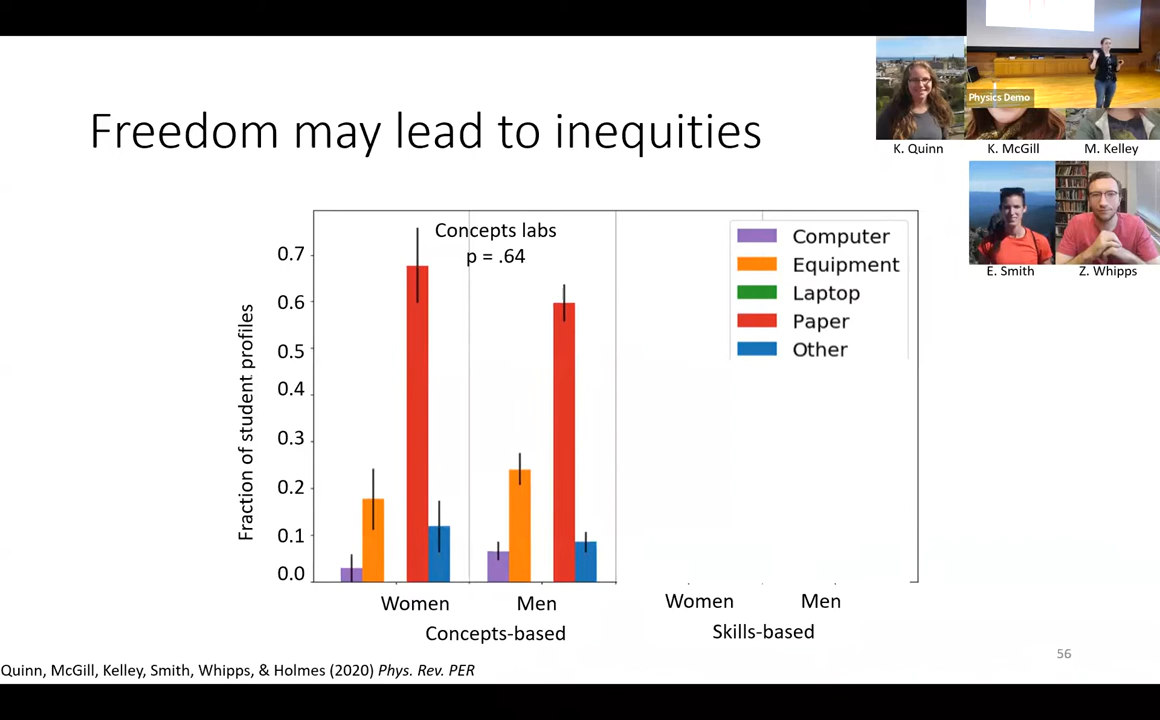 Physics Demo
K. Quinn
K. McGill
M. Kelley
Freedom may lead to inequities
E. Smith
Z. Whipps
Concepts labs
p = .64
Computer
Equipment
Laptop
Paper
Other
Fraction of student profiles
0.7
0.6
0.5
0.4
0.3
0.2
0.1
0.0
Women
Men
Women
Men
Concepts-based
Skills-based
56
Quinn, McGill, Kelley, Smith, Whipps, & Holmes (2020) Phys. Rev. PER